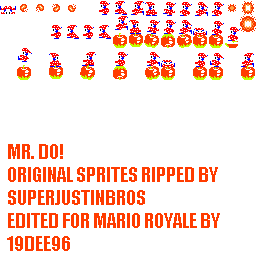 MR. DO!
ORIGINAL SPRITES RIPPED BY
SUPERJUSTINBROS
EDITED FOR MARIO ROYALE BY
19DEE96